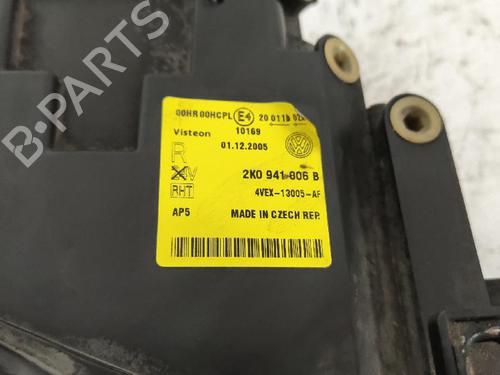 B-PARTS
00HR 00HCPL E4
10169
Visteon
01.12.2005
R
24V
2K0 941 006 B
RHT
4VEX-13005-AF
AP5
MADE IN CZECH REP.